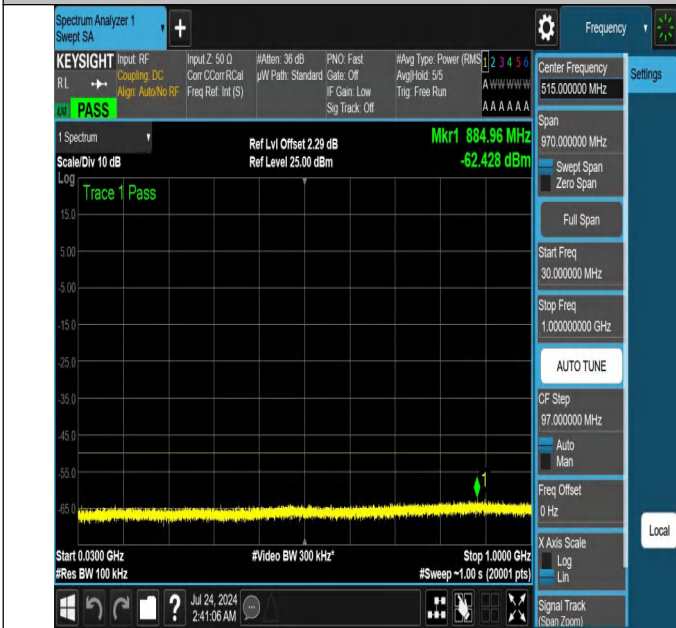 Spectrum Analyzer 1
Swept SA
+
Frequency
KEYSIGHT
RL
PASS
Input: RF
Coupling: DC
Align: Auto/No RF
Input Z: 50 Ω
Corr CCorr RCal
Freq Ref: Int (S)
#Atten: 36 dB
µW Path: Standard
PNO: Fast
Gate: Off
IF Gain: Low
Sig Track: Off
#Avg Type: Power (RMS
Avg|Hold: 5/5
Trig: Free Run
1 2 3 4 5 6
A W W W W W
A A A A A A
Center Frequency
515.000000 MHz
Settings
Span
970.000000 MHz
Swept Span
Zero Span
Full Span
Start Freq
30.000000 MHz
Stop Freq
1.000000000 GHz
AUTO TUNE
CF Step
97.000000 MHz
Auto
Man
Freq Offset
0 Hz
X Axis Scale
Log
Lin
Local
Signal Track
(Span Zoom)
1 Spectrum
Scale/Div 10 dB
Log
Ref Lvl Offset 2.29 dB
Ref Level 25.00 dBm
Mkr1 884.96 MHz
-62.428 dBm
Trace 1 Pass
15.0
5.00
-5.00
-15.0
-25.0
-35.0
-45.0
-55.0
-65.0
1
Start 0.0300 GHz
#Res BW 100 kHz
#Video BW 300 kHz*
Stop 1.0000 GHz
#Sweep ~1.00 s (20001 pts)
?
Jul 24, 2024
2:41:06 AM